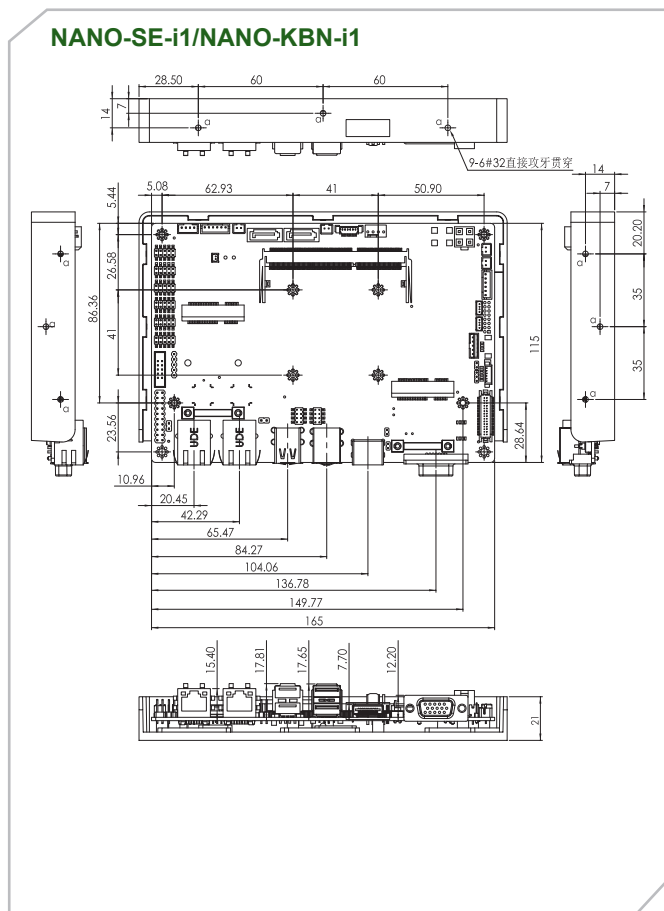 NANO-SE-i1/NANO-KBN-i1
28.50 60 60
14 7
a a a
9-6#32直接攻牙贯穿
5.08 62.93 41 50.90
14
7
5.44
26.58
86.36
41
23.56
20.20
35
35
115
28.64
a
a
a
a
a
a
UDE UDE
10.96
20.45
42.29
65.47
84.27
104.06
136.78
149.77
165
15.40 17.81 17.65 7.70 12.20
21